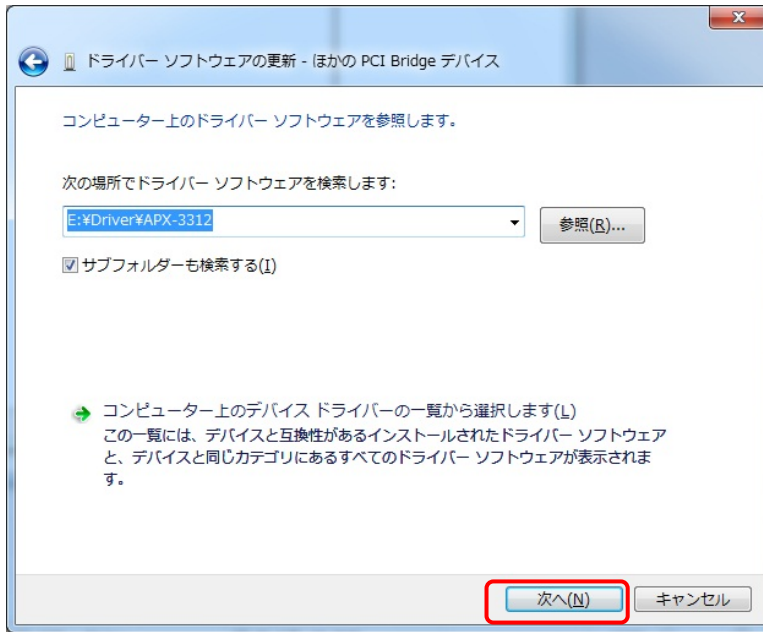 ドライバー ソフトウェアの更新 - ほかの PCI Bridge デバイス
コンピューター上のドライバー ソフトウェアを参照します。
次の場所でドライバー ソフトウェアを検索します:
E:¥Driver¥APX-3312
参照(R)...
サブフォルダーも検索する(I)
コンピューター上のデバイス ドライバーの一覧から選択します(L)
この一覧には、デバイスと互換性があるインストールされたドライバー ソフトウェア
と、デバイスと同じカテゴリにあるすべてのドライバー ソフトウェアが表示されま
す。
次へ(N)
キャンセル